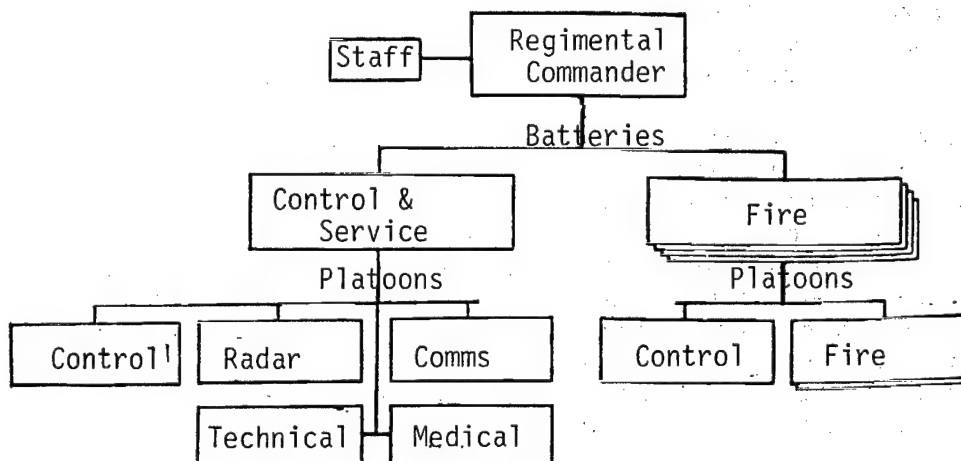 Regimental
Staff
Commander
Batteries
Control &
Service
Fire
Platoons
Platoons
Control
Radar
Comms
Control
Fire
Technical
Medical